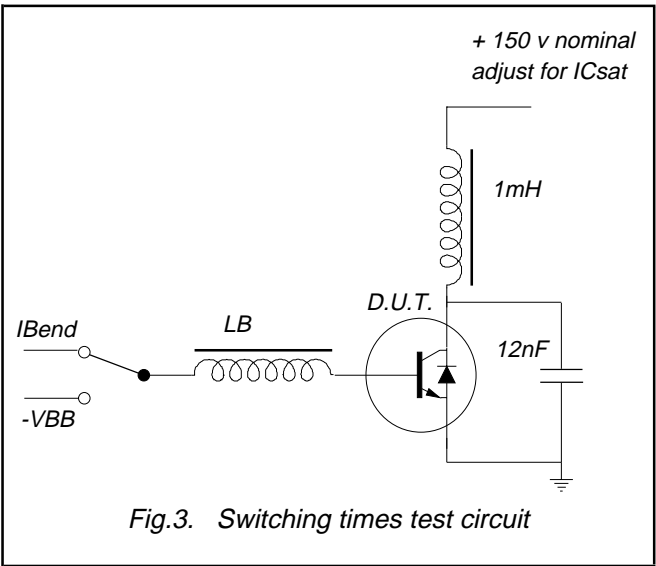 + 150 v nominal
adjust for ICsat
1mH
D.U.T.
IBend
LB
12nF
-VBB
Fig.3. Switching times test circuit